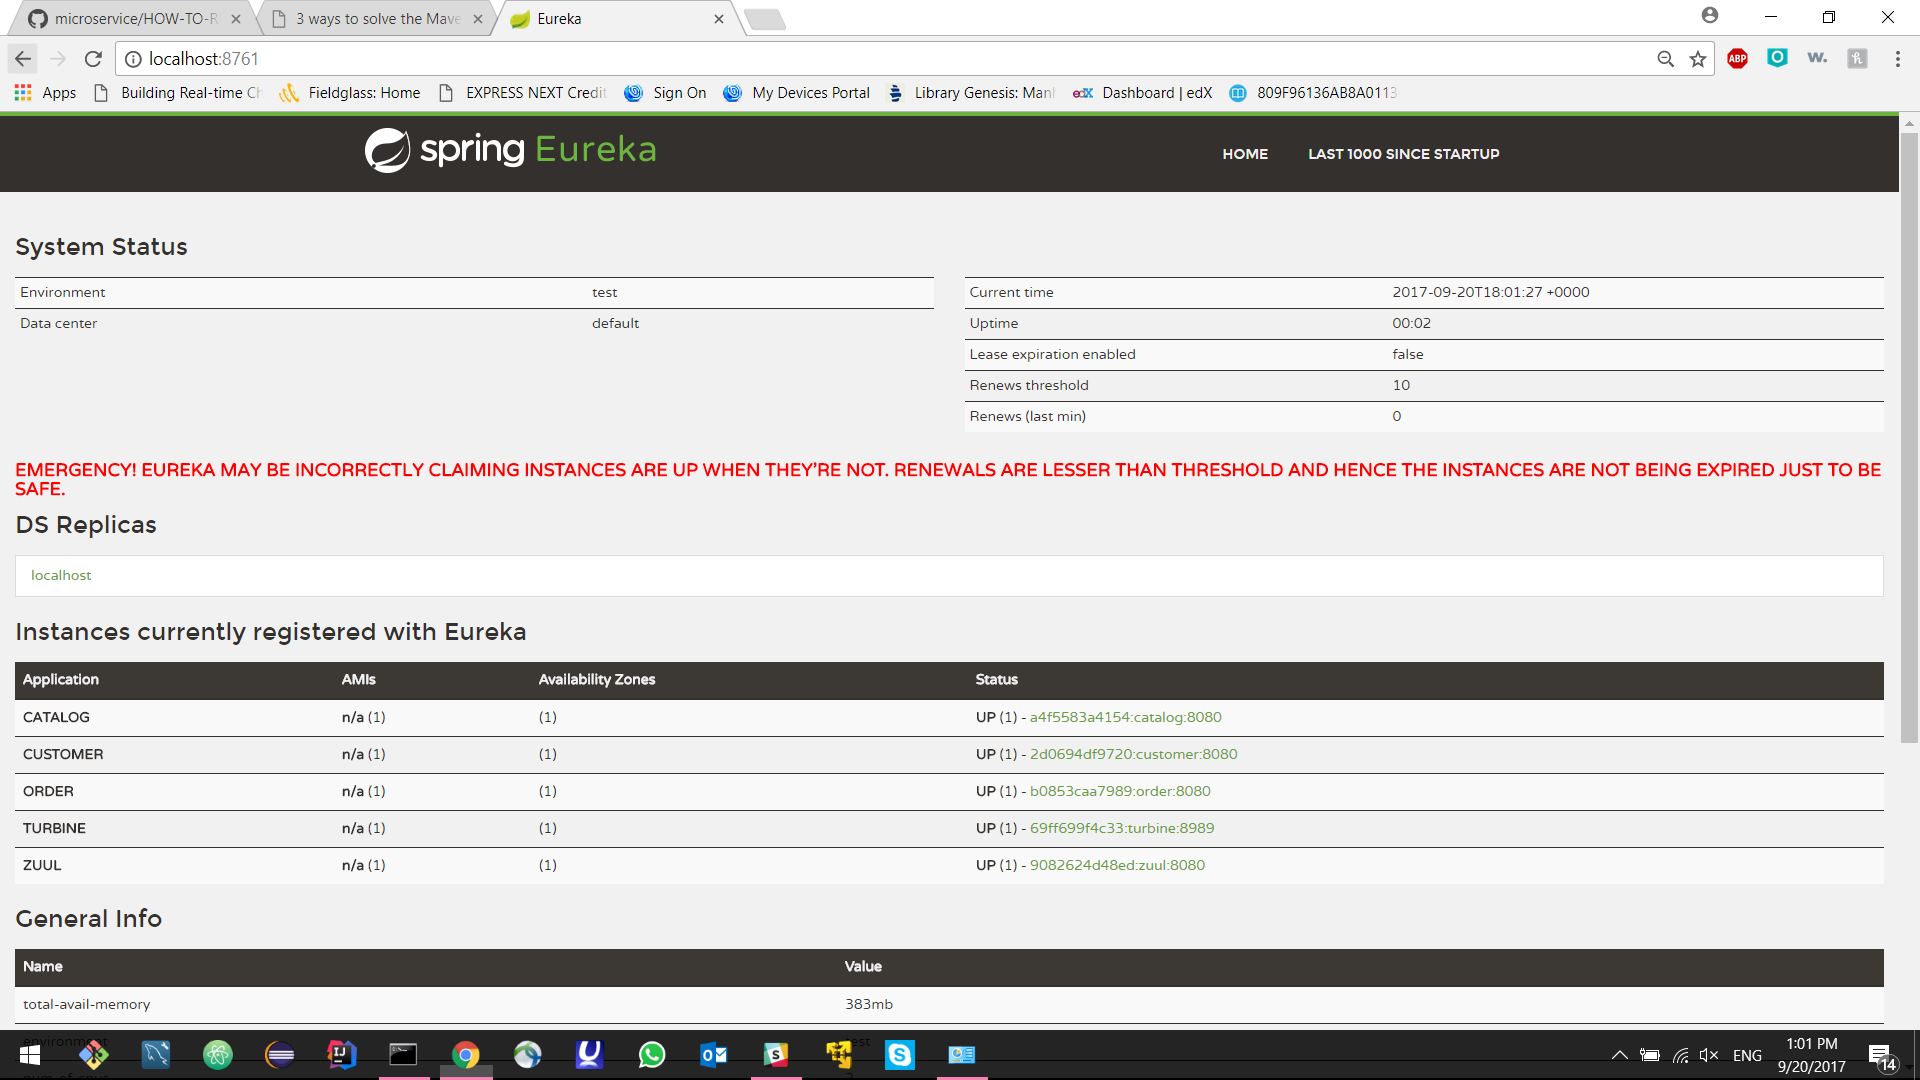 microservice/HOW-TO-R
3 ways to solve the Mave
Eureka
localhost:8761
ABP
w.
Apps
Building Real-time Ch
Fieldglass: Home
EXPRESS NEXT Credit
Sign On
My Devices Portal
Library Genesis: Manh
edX
Dashboard | edX
809F96136AB8A0113
spring Eureka
HOME
LAST 1000 SINCE STARTUP
System Status
Environment test
Data center default
Current time 2017-09-20T18:01:27 +0000
Uptime 00:02
Lease expiration enabled false
Renews threshold 10
Renews (last min) 0
EMERGENCY! EUREKA MAY BE INCORRECTLY CLAIMING INSTANCES ARE UP WHEN THEY'RE NOT. RENEWALS ARE LESSER THAN THRESHOLD AND HENCE THE INSTANCES ARE NOT BEING EXPIRED JUST TO BE
SAFE.
DS Replicas
localhost
Instances currently registered with Eureka
Application AMIs Availability Zones Status
CATALOG n/a (1) (1) UP (1) - a4f5583a4154:catalog:8080
CUSTOMER n/a (1) (1) UP (1) - 2d0694df9720:customer:8080
ORDER n/a (1) (1) UP (1) - b0853caa7989:order:8080
TURBINE n/a (1) (1) UP (1) - 69ff699f4c33:turbine:8989
ZUUL n/a (1) (1) UP (1) - 9082624d48ed:zuul:8080
General Info
Name Value
total-avail-memory 383mb
environment
ENG
1:01 PM
9/20/2017
14